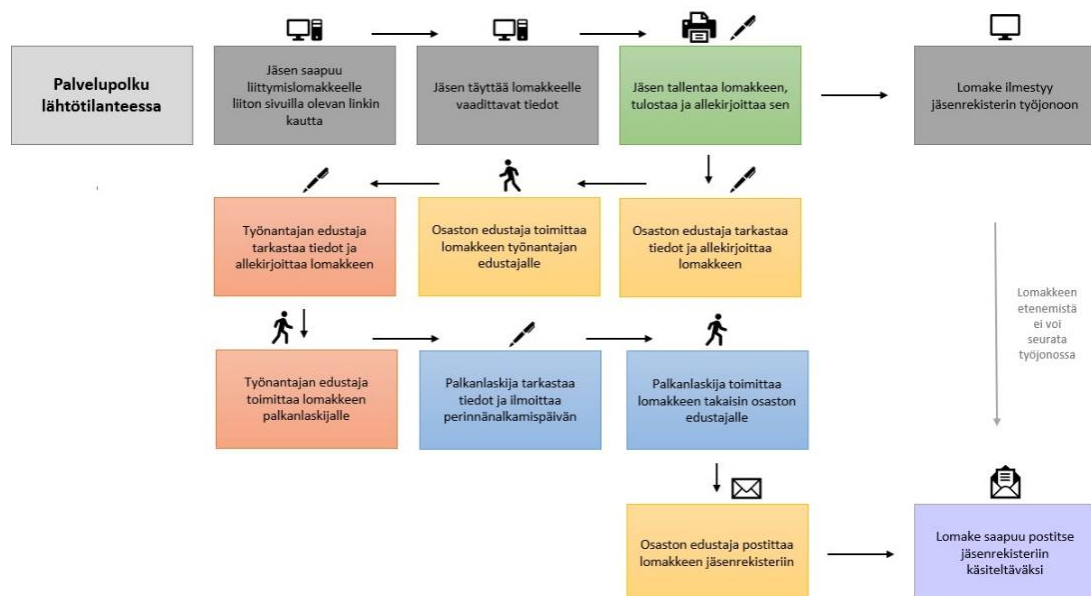 Palvelupolku
lähtötilanteessa
Jäsen saapuu
liittymislomakkeelle
liiton sivuilla olevan linkin
kautta
Jäsen täyttää lomakkeelle
vaadittavat tiedot
Jäsen tallentaa lomakkeen,
tulostaa ja allekirjoittaa sen
Lomake ilmestyy
jäsenrekisterin työjonoon
Työnantajan edustaja
tarkastaa tiedot ja
allekirjoittaa lomakkeen
Osaston edustaja toimittaa
lomakkeen työnantajan
edustajalle
Osaston edustaja tarkastaa
tiedot ja allekirjoittaa
lomakkeen
Lomakkeen
etenemistä
ei voi
seurata
työjonossa
Työnantajan edustaja
toimittaa lomakkeen
palkanlaskijalle
Palkanlaskija tarkastaa
tiedot ja ilmoittaa
perinnänalkamispäivän
Palkanlaskija toimittaa
lomakkeen takaisin osaston
edustajalle
Osaston edustaja postittaa
lomakkeen jäsenrekisteriin
Lomake saapuu postitse
jäsenrekisteriin
käsiteltäväksi